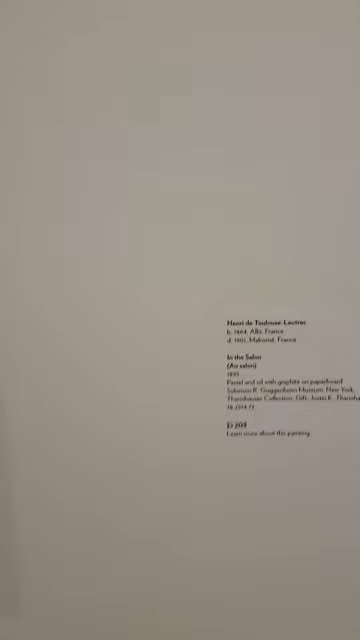 Henri de Toulouse-Lautrec
b. 1864, Albi, France
d. 1901, Malromé, France
In the Salon
(Au salon)
1893
Pastel and oil with graphite on paperboard
Solomon R. Guggenheim Museum, New York,
Thannhauser Collection, Gift, Justin K. Thannha
78.2514.73
203
Learn more about this painting.